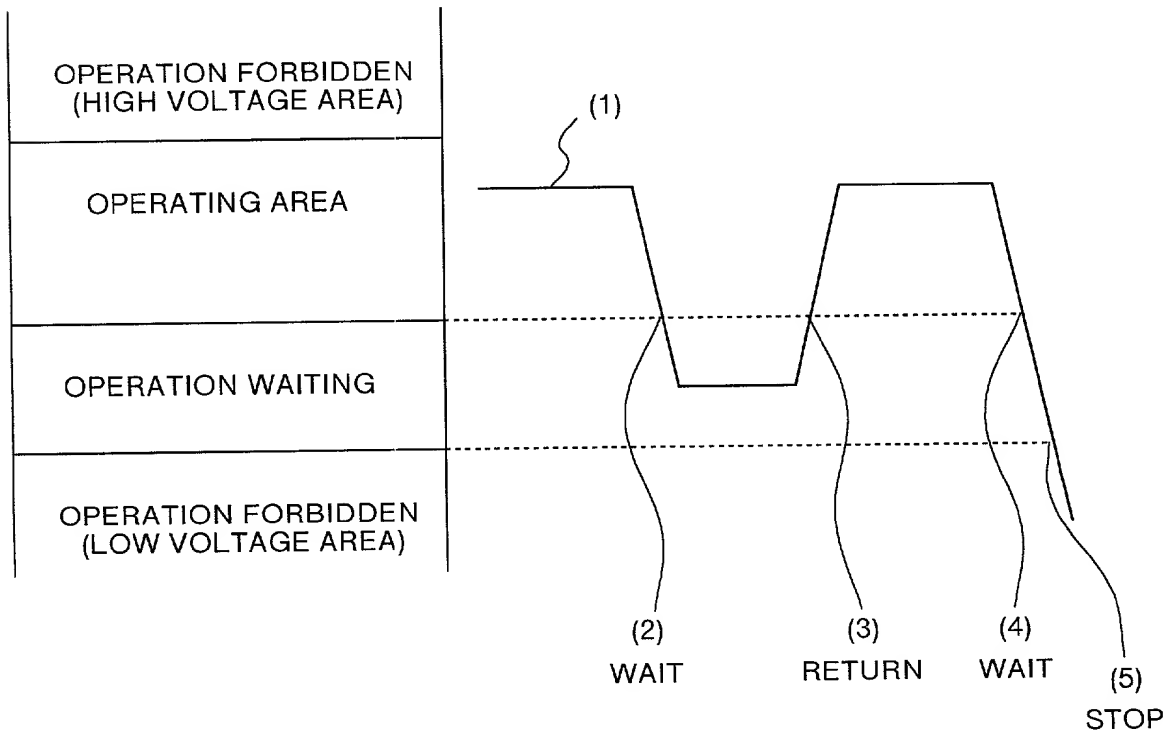 OPERATION FORBIDDEN
(HIGH VOLTAGE AREA)
(1)
OPERATING AREA
OPERATION WAITING
OPERATION FORBIDDEN
(LOW VOLTAGE AREA)
(2)
WAIT
(3)
RETURN
(4)
WAIT
(5)
STOP